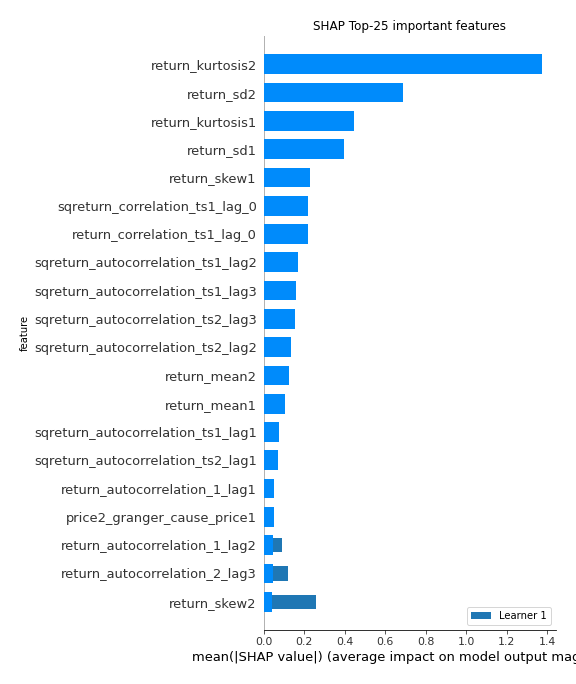 SHAP Top-25 important features
return_kurtosis2
return_sd2
return_kurtosis1
return_sd1
return_skew1
sqreturn_correlation_ts1_lag_0
return_correlation_ts1_lag_0
sqreturn_autocorrelation_ts1_lag2
sqreturn_autocorrelation_ts1_lag3
sqreturn_autocorrelation_ts2_lag3
sqreturn_autocorrelation_ts2_lag2
return_mean2
return_mean1
sqreturn_autocorrelation_ts1_lag1
sqreturn_autocorrelation_ts2_lag1
return_autocorrelation_1_lag1
price2_granger_cause_price1
return_autocorrelation_1_lag2
return_autocorrelation_2_lag3
return_skew2
feature
Learner 1
0.0 0.2 0.4 0.6 0.8 1.0 1.2 1.4
mean(|SHAP value|) (average impact on model output mag